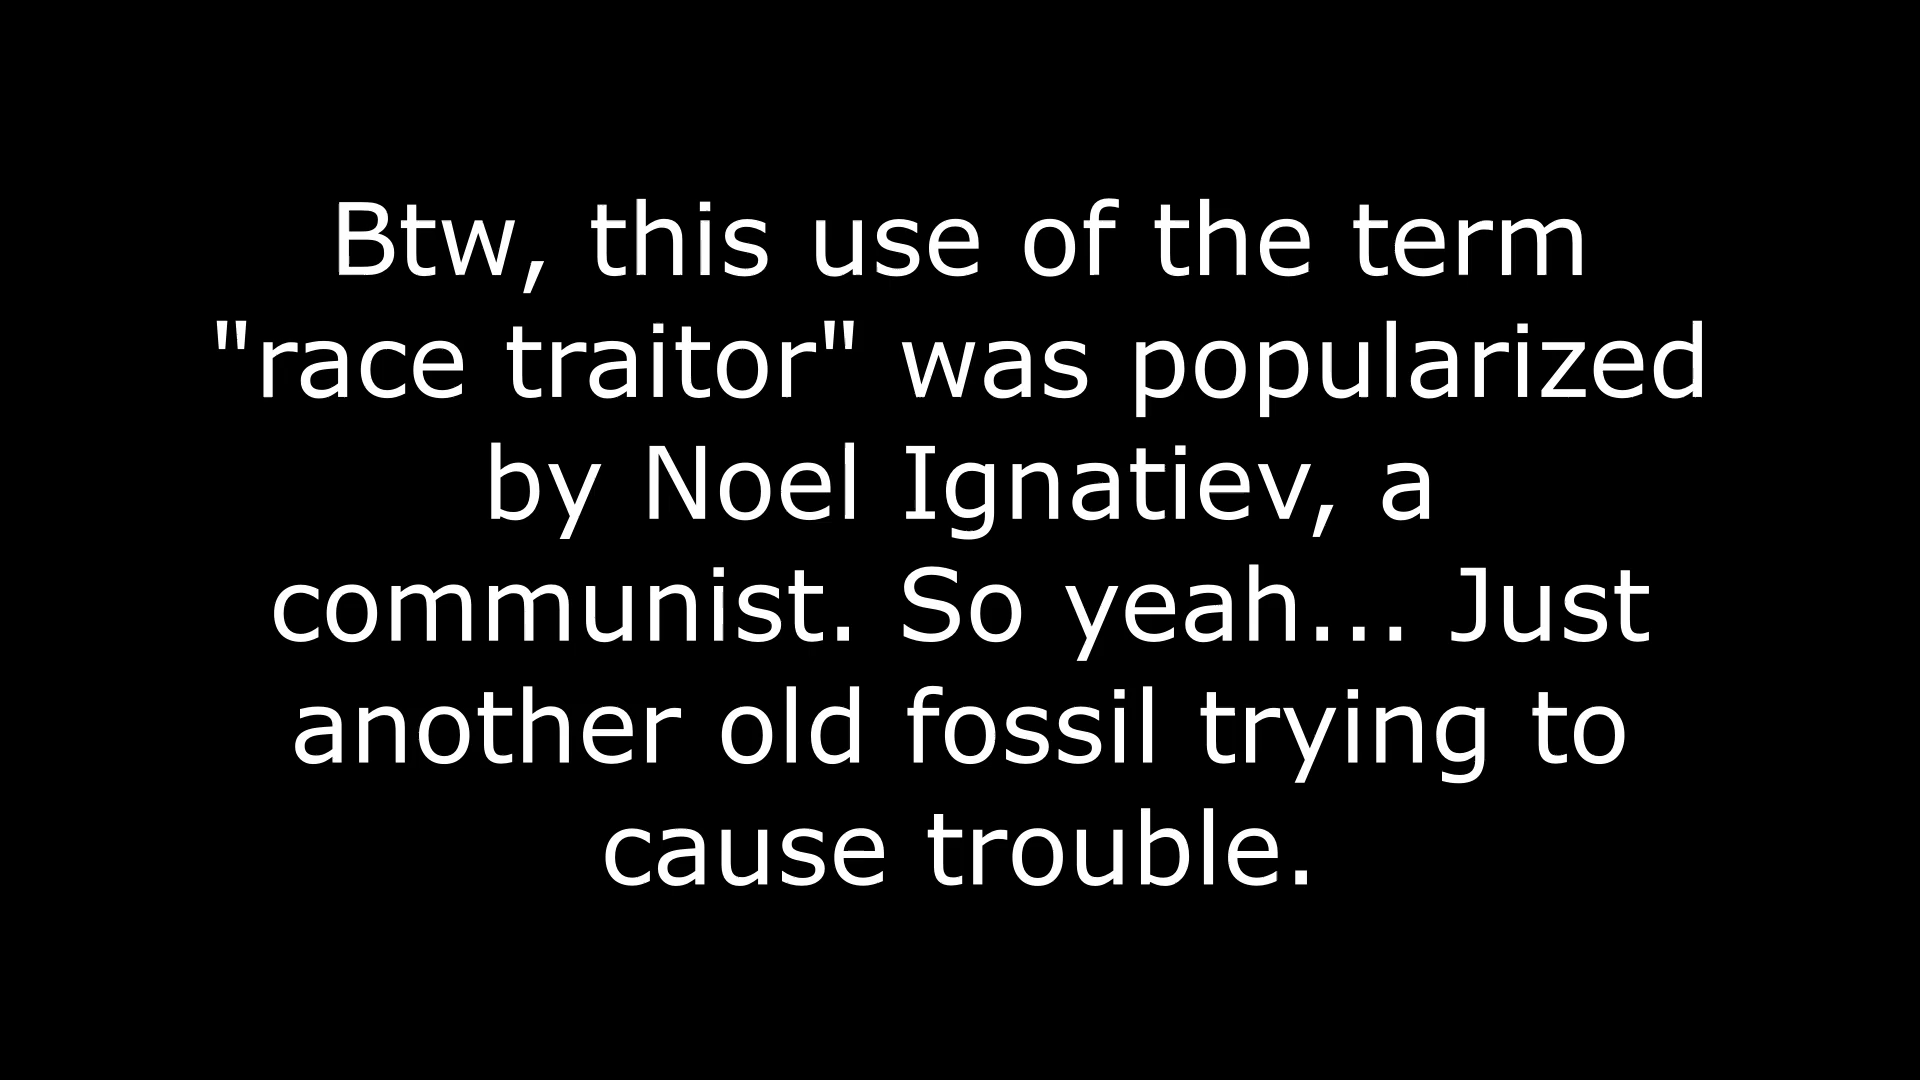 Btw, this use of the term
"race traitor" was popularized
by Noel Ignatiev, a
communist. So yeah... Just
another old fossil trying to
cause trouble.